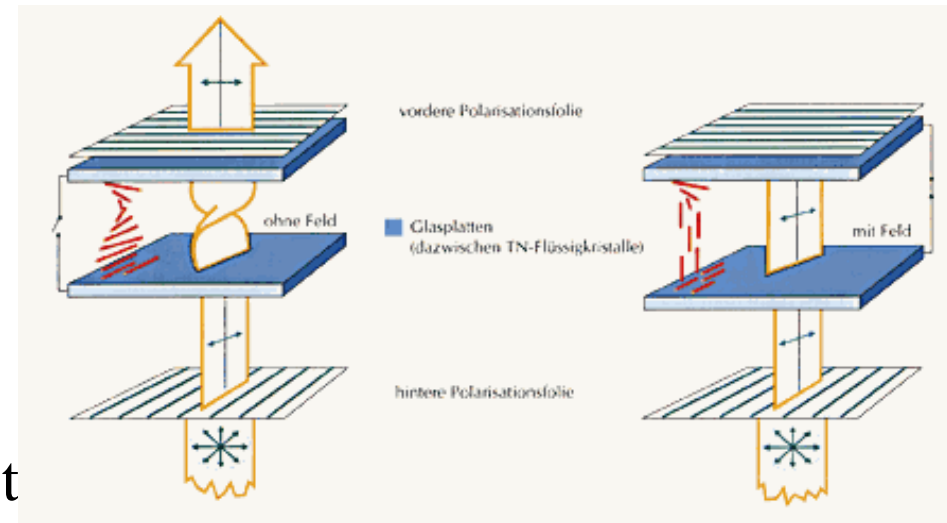 vordere Polarisationsfolie
ohne Feld
Glasplatten
(dazwischen TN-Flüssigkristalle)
mit Feld
hintere Polarisationsfolie
t